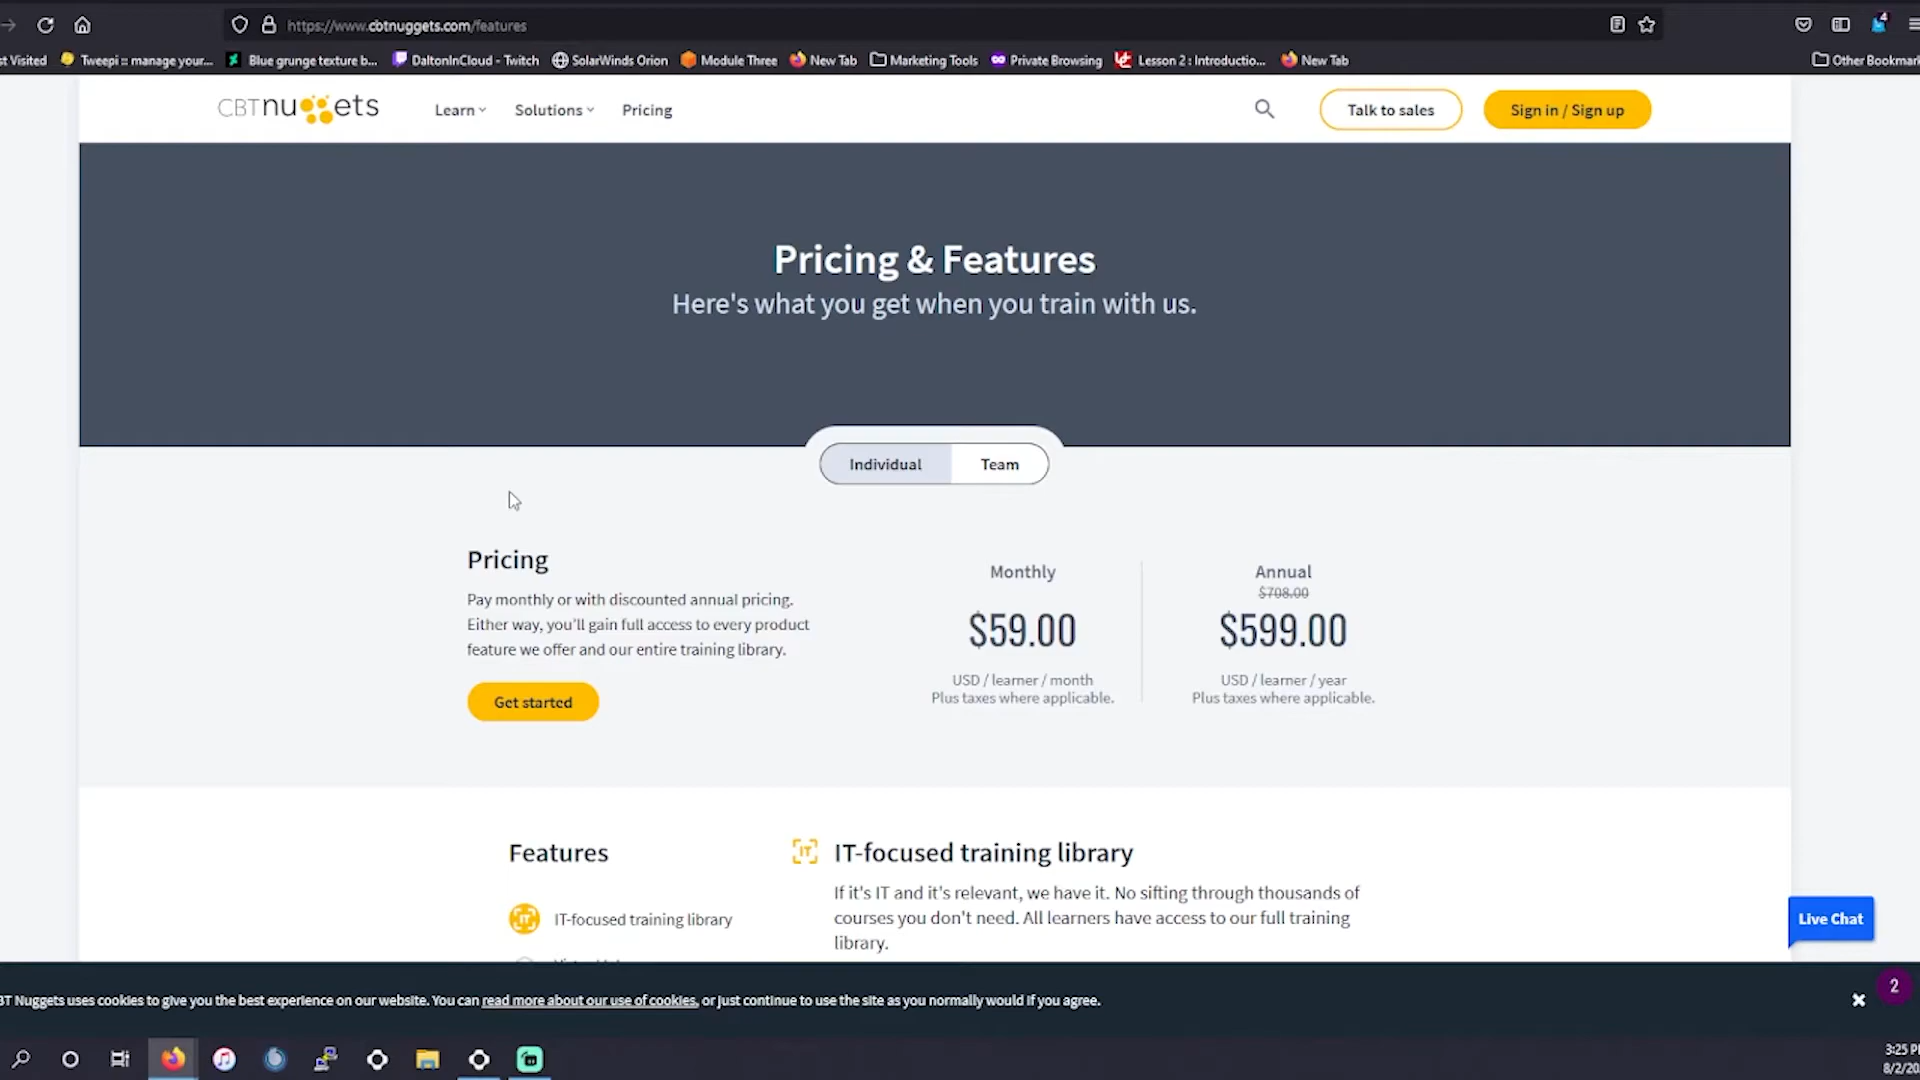 https://www.cbtnuggets.com/features
st Visited Tweepi :: manage your... Blue grunge texture b... DaltonInCloud - Twitch SolarWinds Orion Module Three New Tab Marketing Tools Private Browsing Lesson 2 : Introductio... New Tab Other Bookmar
4
CBTnuggets Learn Solutions Pricing Talk to sales Sign in / Sign up
Pricing & Features
Here's what you get when you train with us.
Individual Team
Pricing
Pay monthly or with discounted annual pricing.
Either way, you'll gain full access to every product
feature we offer and our entire training library.
Get started
Monthly
$59.00
USD / learner / month
Plus taxes where applicable.
Annual
$708.00
$599.00
USD / learner / year
Plus taxes where applicable.
Features
IT-focused training library
IT IT-focused training library
If it's IT and it's relevant, we have it. No sifting through thousands of
courses you don't need. All learners have access to our full training
library.
Live Chat
BT Nuggets uses cookies to give you the best experience on our website. You can read more about our use of cookies, or just continue to use the site as you normally would if you agree.
2
3:25 P
8/2/20